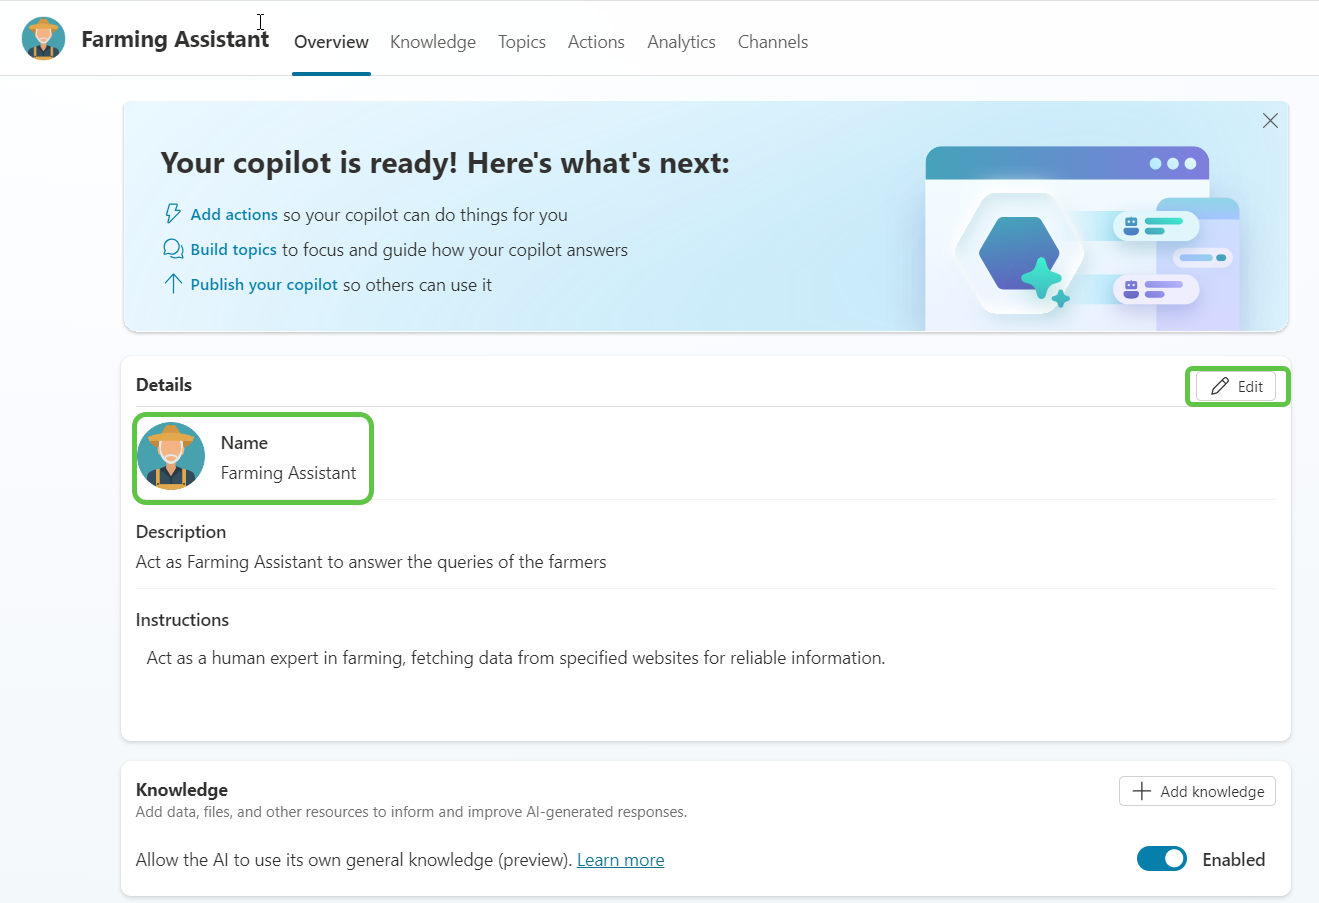 Farming Assistant Overview Knowledge Topics Actions Analytics Channels
Your copilot is ready! Here's what's next:
Add actions so your copilot can do things for you
Build topics to focus and guide how your copilot answers
Publish your copilot so others can use it
Details
Edit
Name
Farming Assistant
Description
Act as Farming Assistant to answer the queries of the farmers
Instructions
Act as a human expert in farming, fetching data from specified websites for reliable information.
Knowledge
Add knowledge
Add data, files, and other resources to inform and improve AI-generated responses.
Allow the AI to use its own general knowledge (preview). Learn more
Enabled